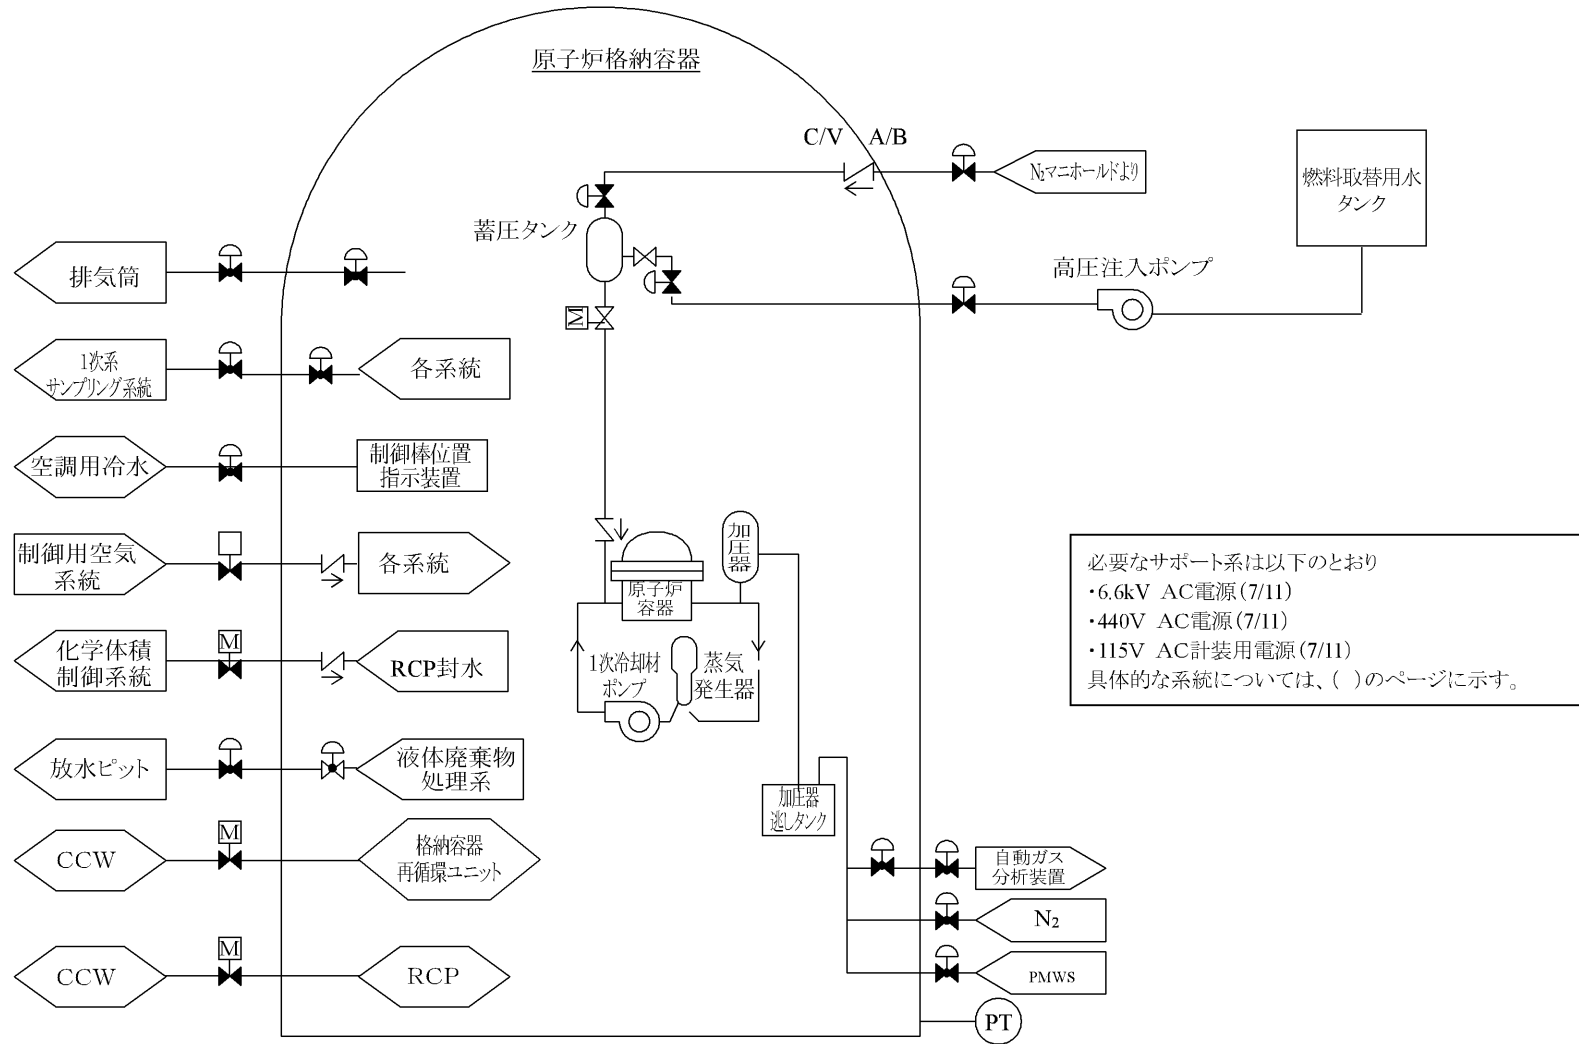 原子炉格納容器
C/V A/B
N₂マニホールドより
燃料取替用水
タンク
蓄圧タンク
高圧注入ポンプ
M
排気筒
1次系
サンプリング系統
各系統
空調用冷水
制御棒位置
指示装置
制御用空気
系統
各系統
加
圧
器
原子炉
容器
必要なサポート系は以下のとおり
・6.6kV AC電源(7/11)
・440V AC電源(7/11)
・115V AC計装用電源(7/11)
具体的な系統については、( )のページに示す。
化学体積
制御系統
M
RCP封水
1次冷却材
ポンプ
蒸気
発生器
放水ピット
液体廃棄物
処理系
加圧器
逃しタンク
CCW
M
格納容器
再循環ユニット
自動ガス
分析装置
N₂
CCW
M
RCP
PMWS
PT